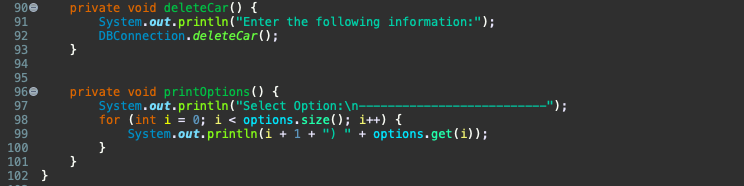 90 private void deleteCar() {
91 System.out.println("Enter the following information:");
92 DBConnection.deleteCar();
93 }
94
95
96 private void printOptions() {
97 System.out.println("Select Option:\n--------------------------");
98 for (int i = 0; i < options.size(); i++) {
99 System.out.println(i + 1 + ") " + options.get(i));
100 }
101 }
102 }